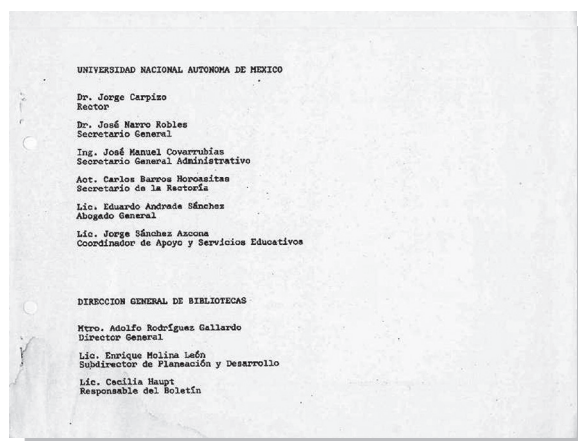 UNIVERSIDAD NACIONAL AUTONOMA DE MEXICO
Dr. Jorge Carpizo
Rector
Dr. José Narro Robles
Secretario General
Ing. José Manuel Covarrubias
Secretario General Administrativo
Act. Carlos Barros Horcasitas
Secretario de la Rectoría
Lic. Eduardo Andrade Sánchez
Abogado General
Lic. Jorge Sánchez Azcona
Coordinador de Apoyo y Servicios Educativos
DIRECCION GENERAL DE BIBLIOTECAS
Mtro. Adolfo Rodríguez Gallardo
Director General
Lic. Enrique Molina León
Subdirector de Planeación y Desarrollo
Lic. Cecilia Haupt
Responsable del Boletín